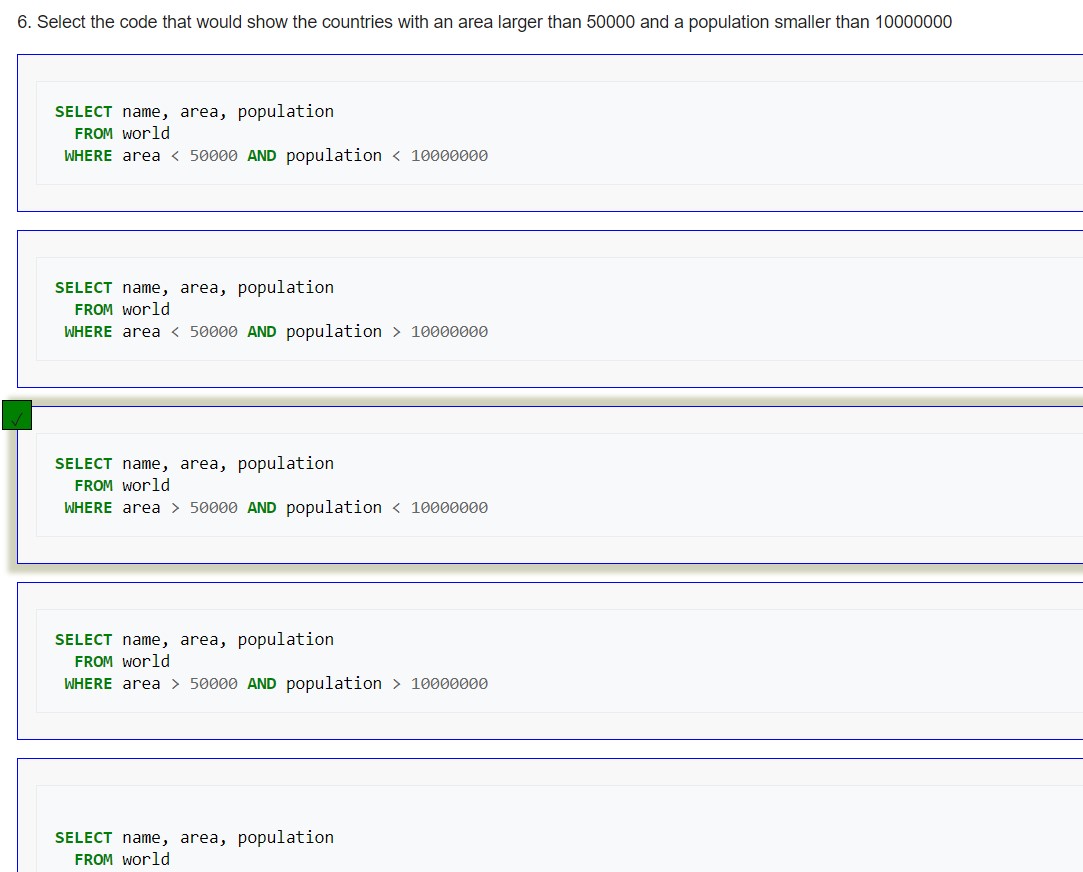 6. Select the code that would show the countries with an area larger than 50000 and a population smaller than 10000000
SELECT name, area, population
FROM world
WHERE area < 50000 AND population < 10000000
SELECT name, area, population
FROM world
WHERE area < 50000 AND population > 10000000
✓
SELECT name, area, population
FROM world
WHERE area > 50000 AND population < 10000000
SELECT name, area, population
FROM world
WHERE area > 50000 AND population > 10000000
SELECT name, area, population
FROM world